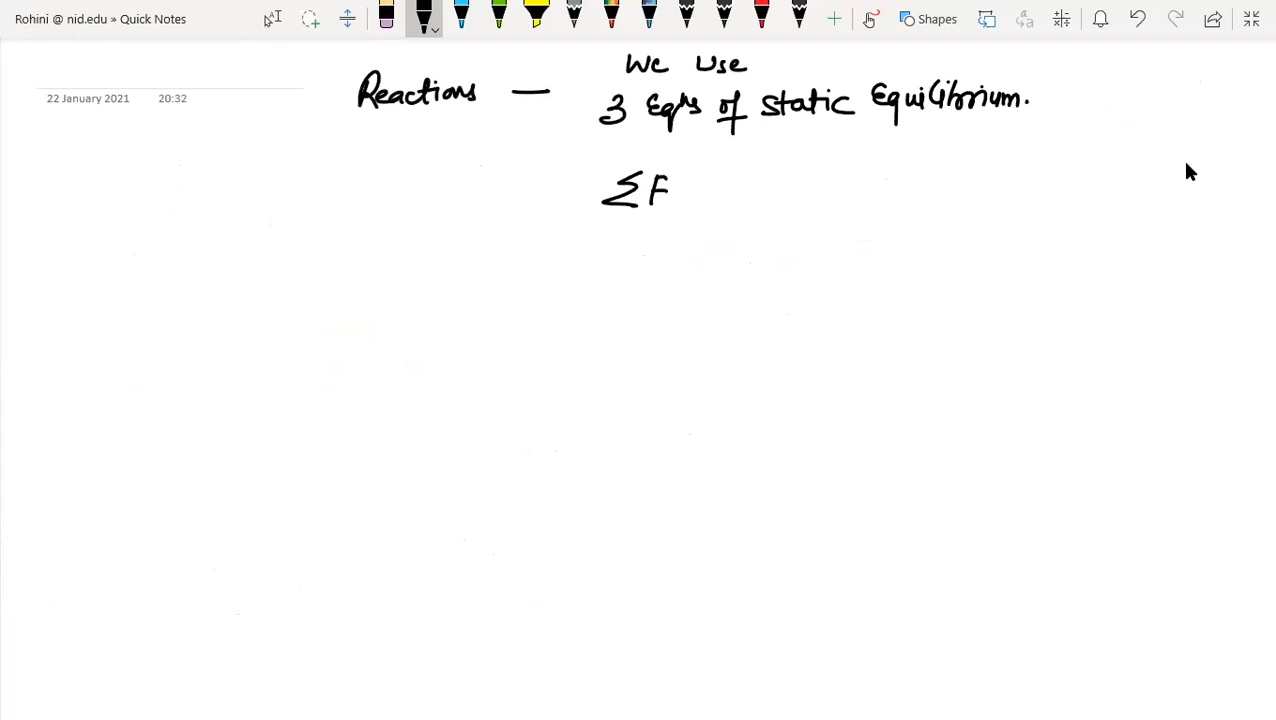 Rohini @ nid.edu » Quick Notes
Shapes
We Use
Reactions — 3 Eqns of Static Equilibrium.
22 January 2021 20:32
ΣF